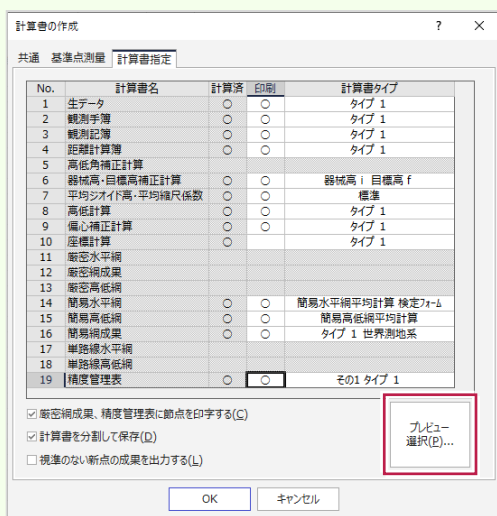 計算書の作成 ? ×
共通 基準点測量 計算書指定
No. 計算書名 計算済 印刷 計算書タイプ
1 生データ ○ ○ タイプ 1
2 観測手簿 ○ ○ タイプ 1
3 観測記簿 ○ ○ タイプ 1
4 距離計算簿 ○ ○ タイプ 1
5 高低角補正計算
6 器械高・目標高補正計算 ○ ○ 器械高 i 目標高 f
7 平均ジオイド高・平均縮尺係数 ○ ○ 標準
8 高低計算 ○ ○ タイプ 1
9 偏心補正計算 ○ ○ タイプ 1
10 座標計算 ○ タイプ 1
11 厳密水平網
12 厳密網成果
13 厳密高低網
14 簡易水平網 ○ ○ 簡易水平網平均計算 検定フォーム
15 簡易高低網 ○ ○ 簡易高低網平均計算
16 簡易網成果 ○ ○ タイプ 1 世界測地系
17 単路線水平網
18 単路線高低網
19 精度管理表 ○ ○ その1 タイプ 1
厳密網成果、精度管理表に節点を印字する(C)
計算書を分割して保存(D)
視準のない新点の成果を出力する(L)
プレビュー
選択(P)...
OK キャンセル